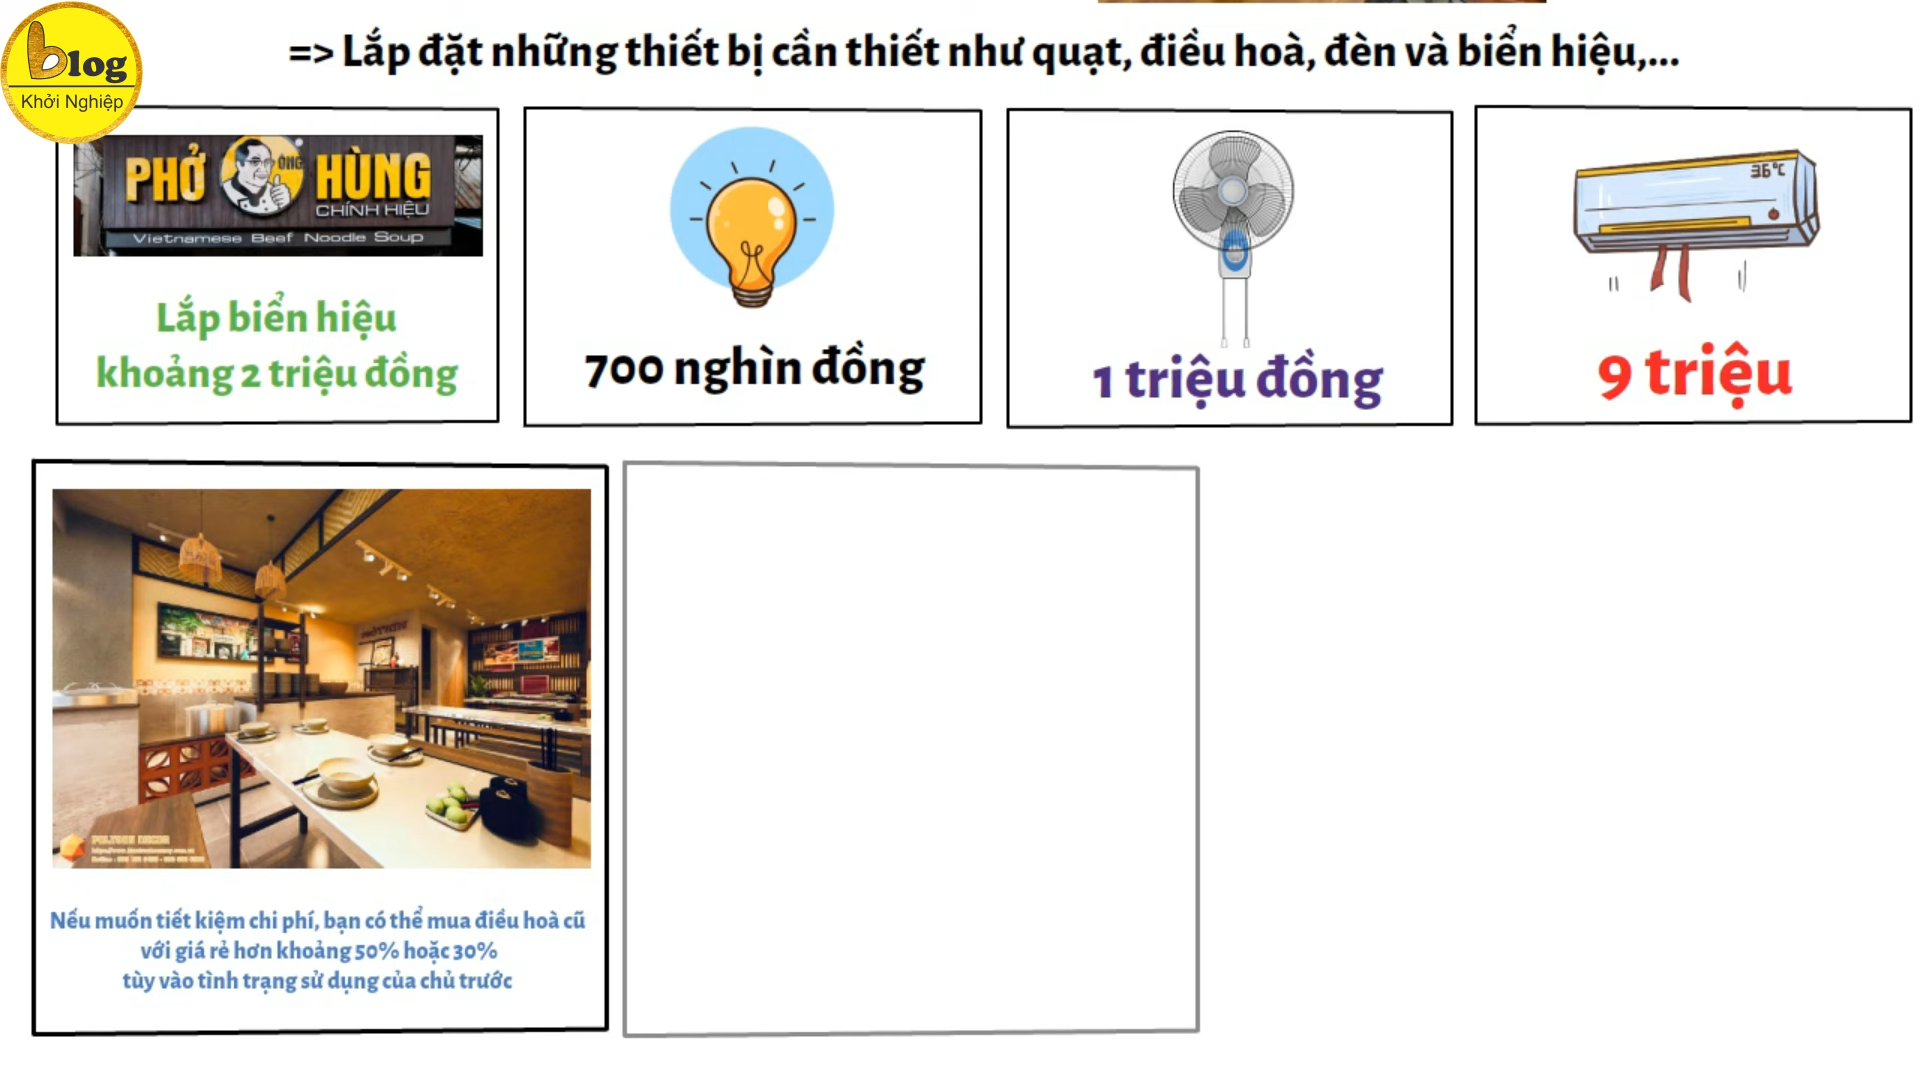 blog
Khởi Nghiệp
=> Lắp đặt những thiết bị cần thiết như quạt, điều hoà, đèn và biển hiệu,...
PHỞ ÔNG HÙNG
CHÍNH HIỆU
Vietnamese Beef Noodle Soup
Lắp biển hiệu
khoảng 2 triệu đồng
700 nghìn đồng
1 triệu đồng
36°C
9 triệu
Nếu muốn tiết kiệm chi phí, bạn có thể mua điều hoà cũ
với giá rẻ hơn khoảng 50% hoặc 30%
tùy vào tình trạng sử dụng của chủ trước